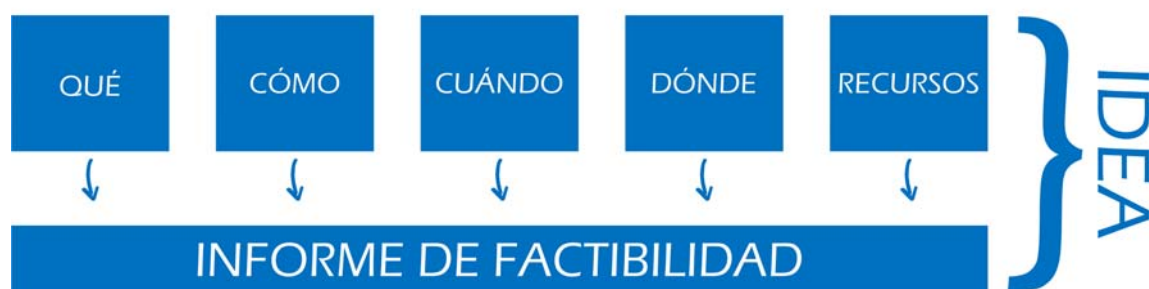 QUÉ
CÓMO
CUÁNDO
DÓNDE
RECURSOS
INFORME DE FACTIBILIDAD
IDEA